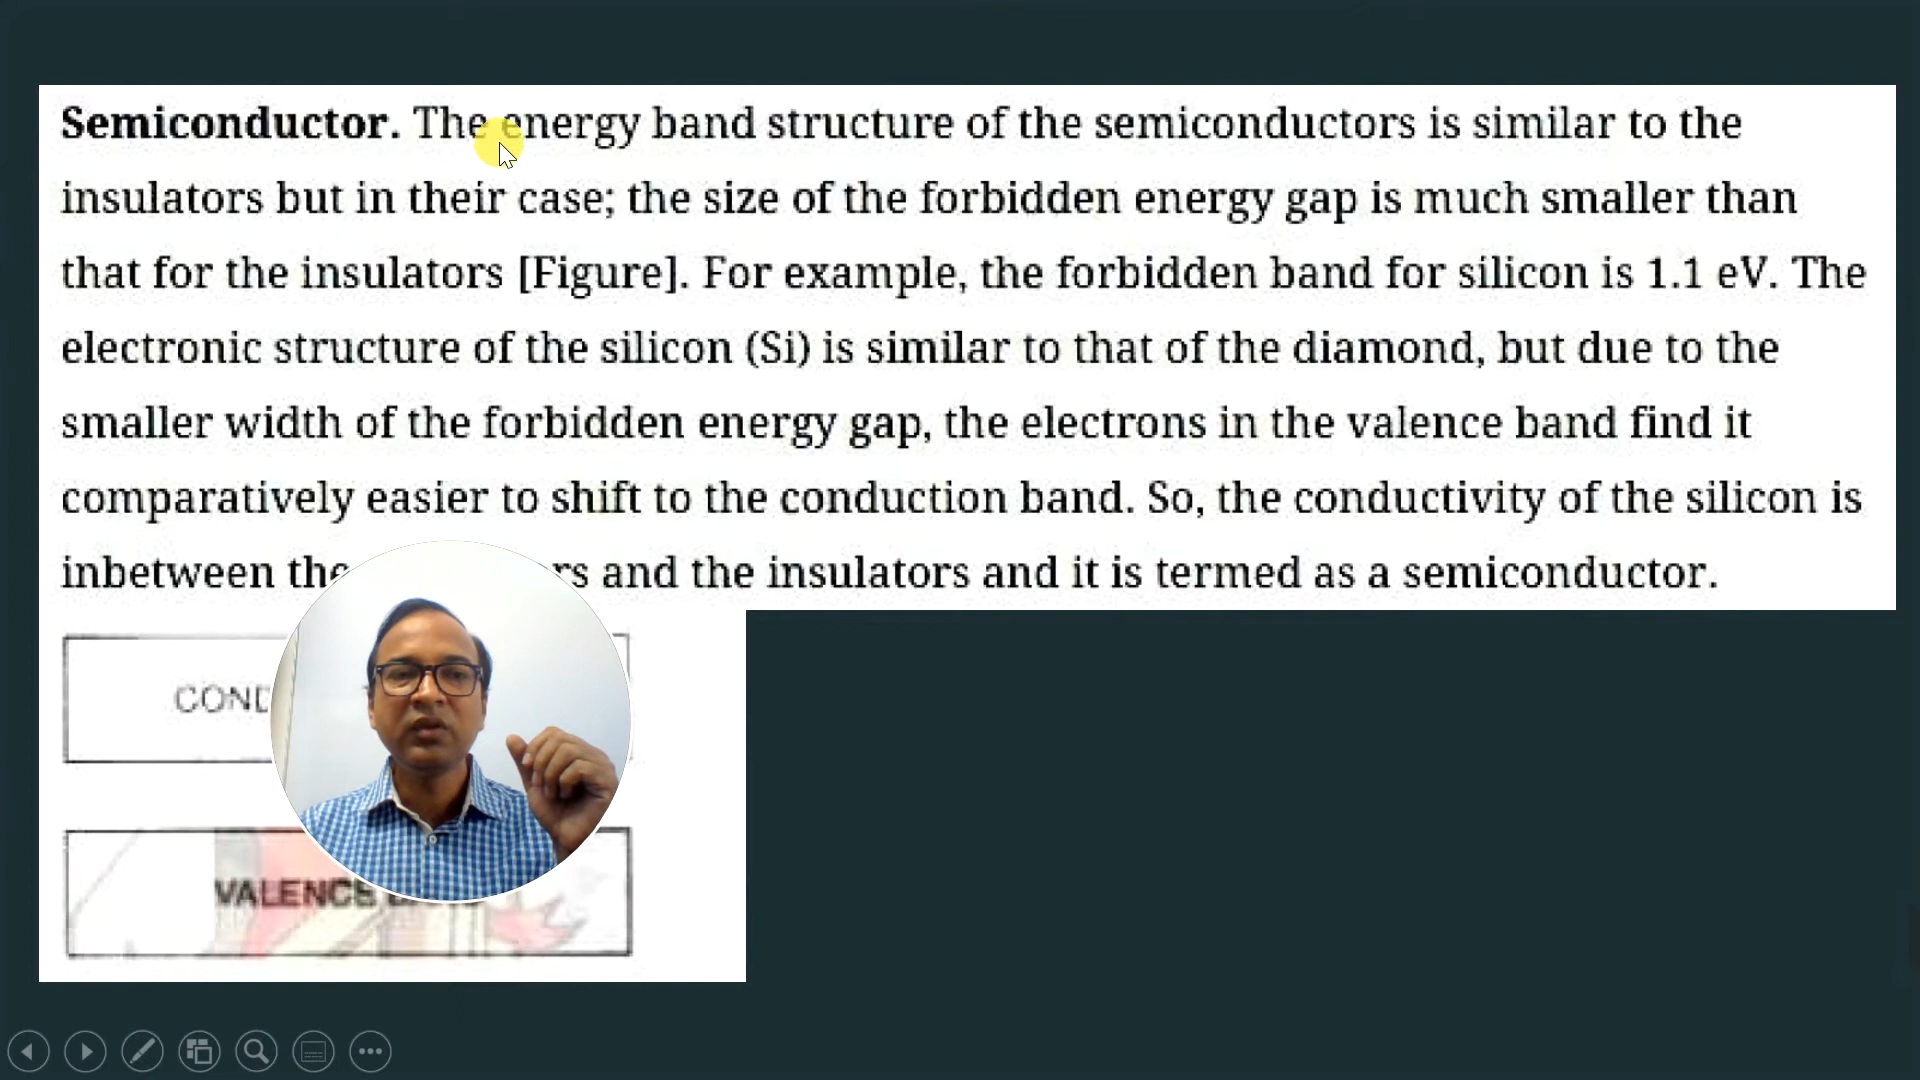 Semiconductor. The energy band structure of the semiconductors is similar to the
insulators but in their case; the size of the forbidden energy gap is much smaller than
that for the insulators [Figure]. For example, the forbidden band for silicon is 1.1 eV. The
electronic structure of the silicon (Si) is similar to that of the diamond, but due to the
smaller width of the forbidden energy gap, the electrons in the valence band find it
comparatively easier to shift to the conduction band. So, the conductivity of the silicon is
inbetween the rs and the insulators and it is termed as a semiconductor.
COND
VALENCE